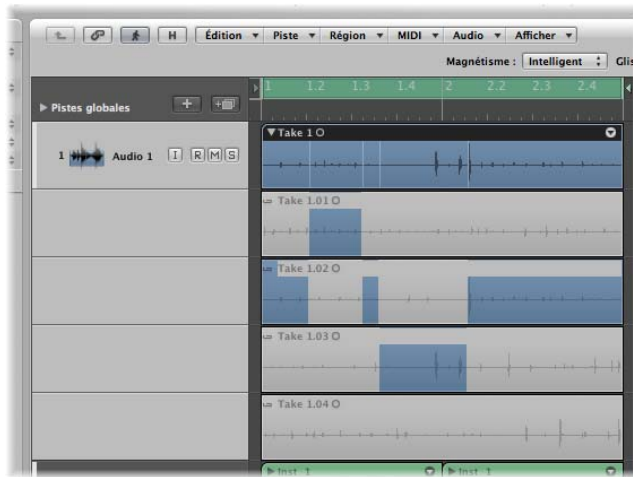 H Édition Piste Région MIDI Audio Afficher
Magnétisme : Intelligent
1 1.2 1.3 1.4 2 2.2 2.3 2.4
Pistes globales
Take 1
1 Audio 1 I R M S
Take 1.01
Take 1.02
Take 1.03
Take 1.04
Inst 1 Inst 1